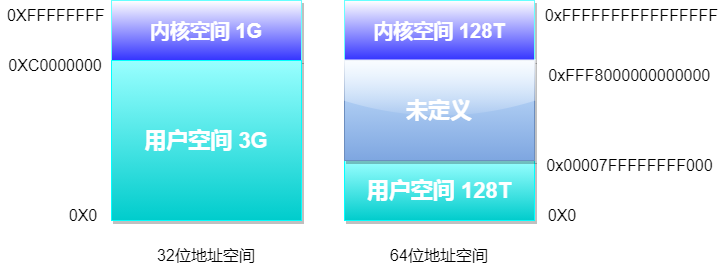 0XFFFFFFFF
0XC0000000
0X0
内核空间 1G
用户空间 3G
32位地址空间
内核空间 128T
未定义
用户空间 128T
64位地址空间
0xFFFFFFFFFFFFFFFF
0xFFF8000000000000
0x00007FFFFFFFF000
0X0